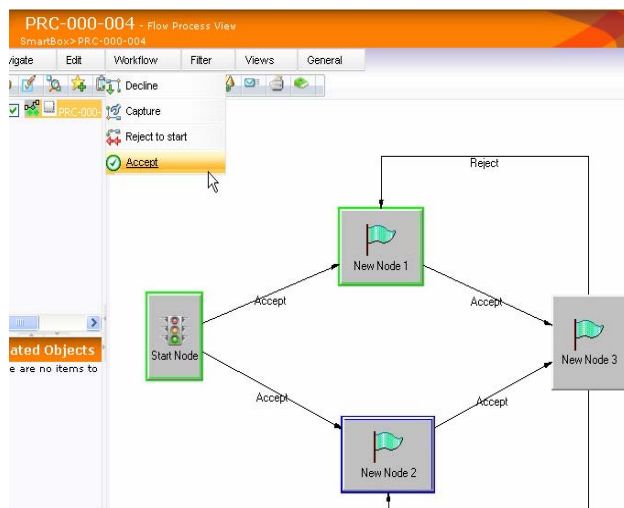 PRC-000-004 - Flow Process View
SmartBox>PRC-000-004
vigate Edit Workflow Filter Views General
Decline
PRC-000-
Capture
Reject to start
Accept
Reject
New Node 1
Accept
Accept
Start Node
New Node 3
ated Objects
e are no items to
Accept
Accept
New Node 2